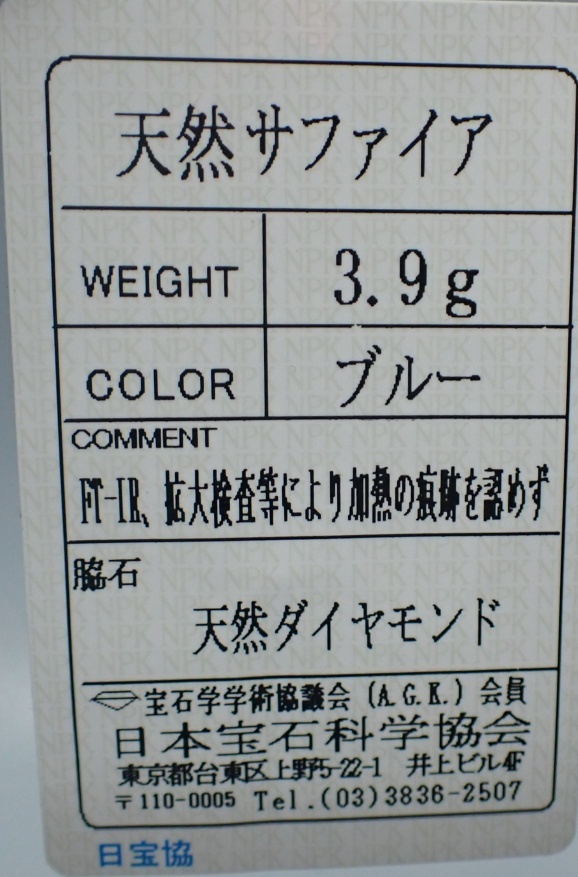 天然サファイア
WEIGHT 3.9g
COLOR ブルー
COMMENT
FT-IR、拡大検査等により加熱の痕跡を認めず
脇石
天然ダイヤモンド
宝石学学術協議会 (A.G.K.) 会員
日本宝石科学協会
東京都台東区上野5-22-1 井上ビル4F
〒110-0005 Tel.(03)3836-2507
日宝協